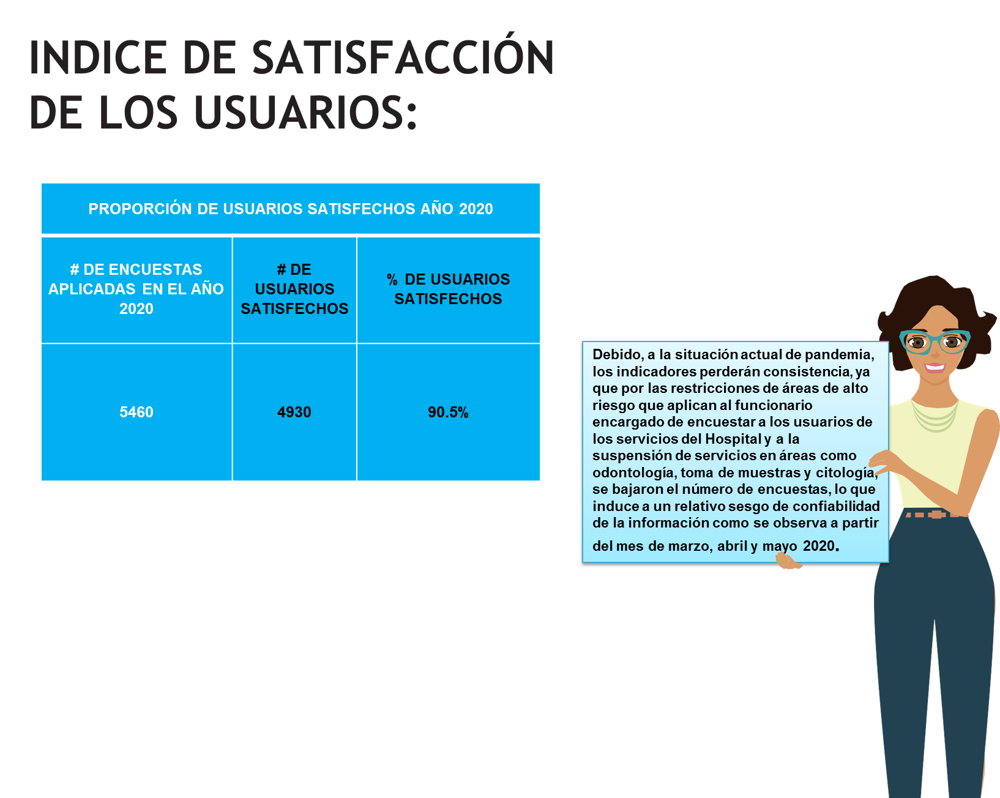 INDICE DE SATISFACCIÓN
DE LOS USUARIOS:
PROPORCIÓN DE USUARIOS SATISFECHOS AÑO 2020
# DE ENCUESTAS
APLICADAS EN EL AÑO
2020
# DE
USUARIOS
SATISFECHOS
% DE USUARIOS
SATISFECHOS
5460
4930
90.5%
Debido, a la situación actual de pandemia,
los indicadores perderán consistencia, ya
que por las restricciones de áreas de alto
riesgo que aplican al funcionario
encargado de encuestar a los usuarios de
los servicios del Hospital y a la
suspensión de servicios en áreas como
odontología, toma de muestras y citología,
se bajaron el número de encuestas, lo que
induce a un relativo sesgo de confiabilidad
de la información como se observa a partir
del mes de marzo, abril y mayo 2020.